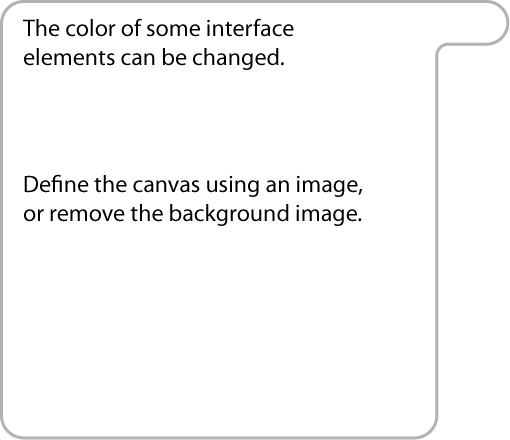 The color of some interface
elements can be changed.
Define the canvas using an image,
or remove the background image.